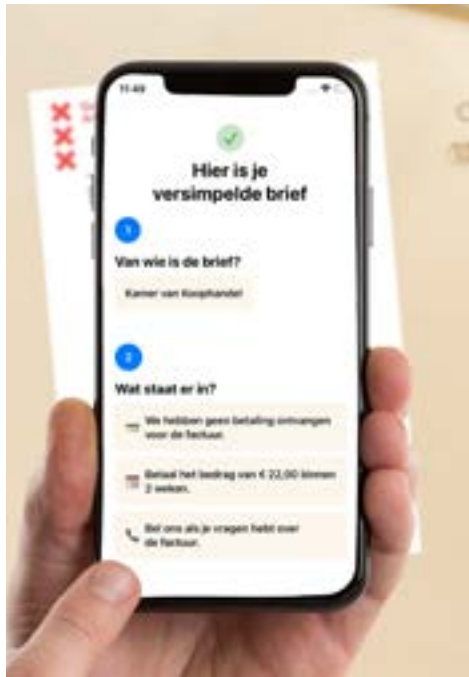 11:49
Hier is je
versimpelde brief
1
Van wie is de brief?
Kamer van Koophandel
2
Wat staat er in?
We hebben geen betaling ontvangen
voor de factuur.
Betaal het bedrag van € 22,00 binnen
2 weken.
Bel ons als je vragen hebt over
de factuur.